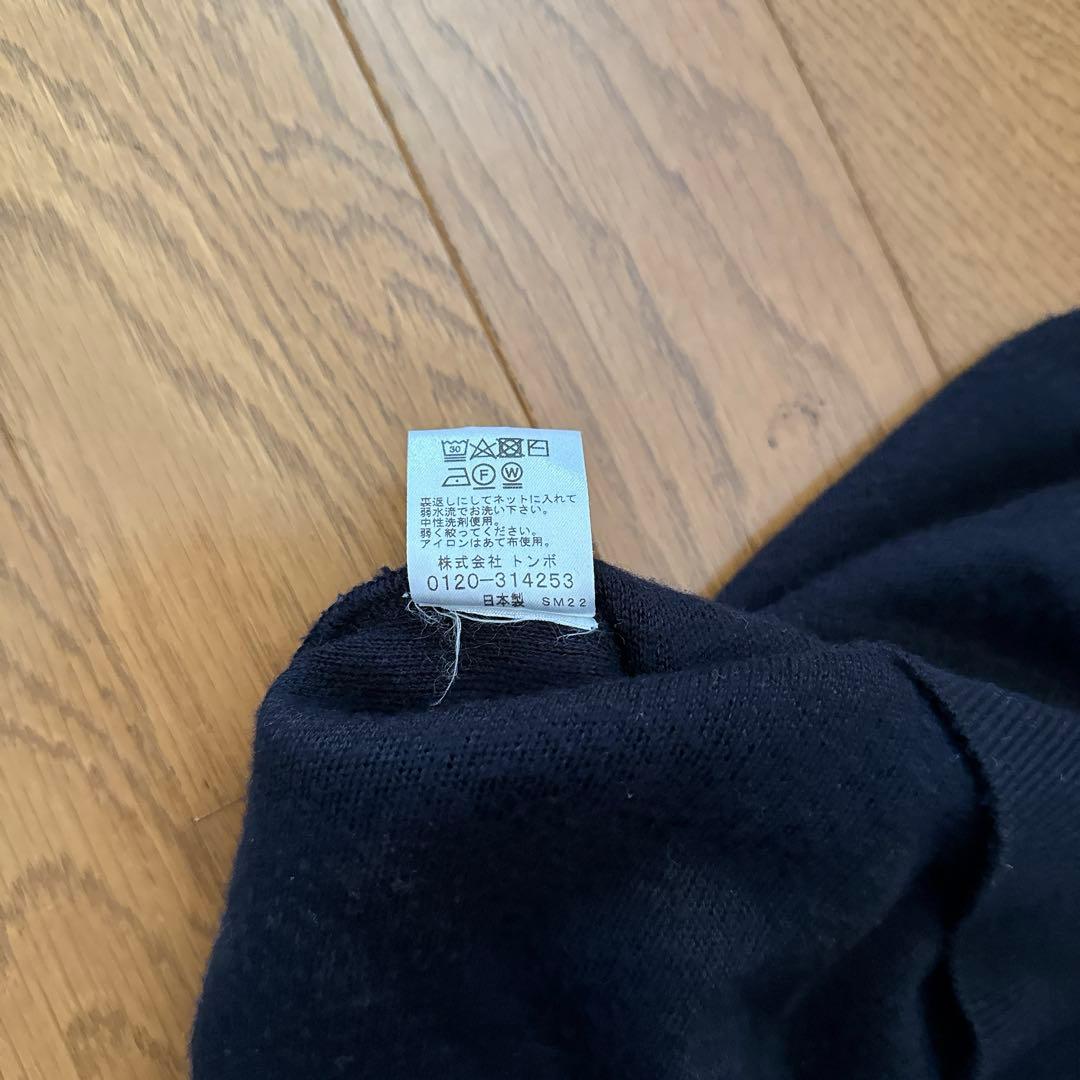 30
F W
裏返しにしてネットに入れて
弱水流でお洗い下さい。
中性洗剤使用。
弱く絞ってください。
アイロンはあて布使用。
株式会社 トンボ
0120-314253
日本製 SM22